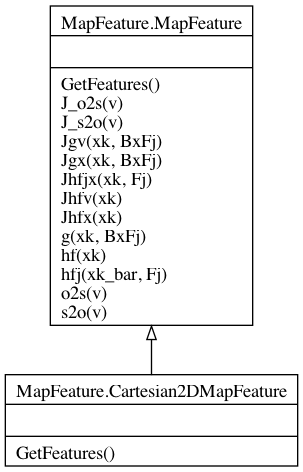 MapFeature.MapFeature
GetFeatures()
J_o2s(v)
J_s2o(v)
Jgv(xk, BxFj)
Jgx(xk, BxFj)
Jhfjx(xk, Fj)
Jhfv(xk)
Jhfx(xk)
g(xk, BxFj)
hf(xk)
hfj(xk_bar, Fj)
o2s(v)
s2o(v)
MapFeature.Cartesian2DMapFeature
GetFeatures()